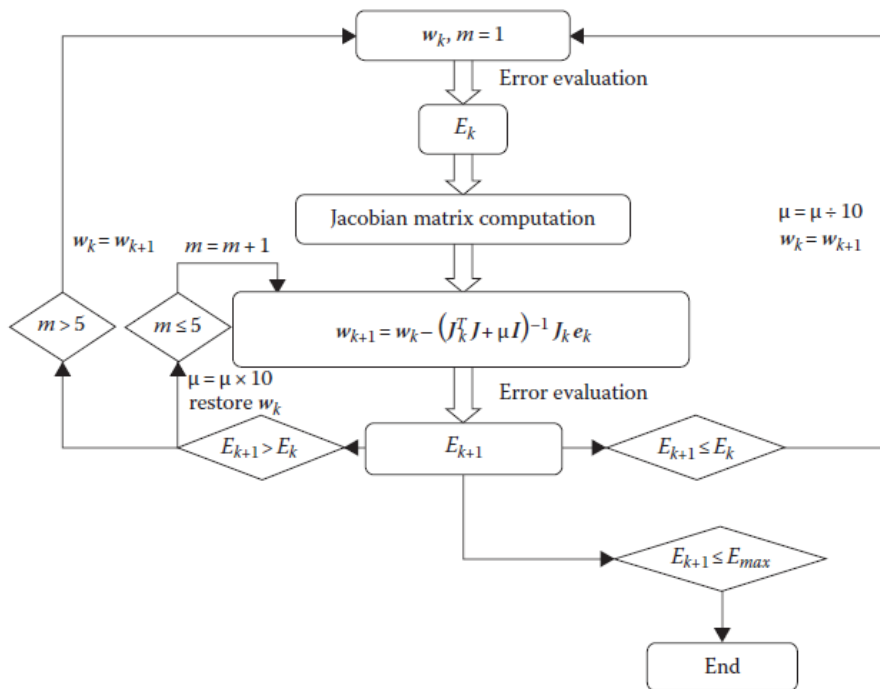 w_k, m = 1
Error evaluation
E_k
Jacobian matrix computation
μ = μ ÷ 10
w_k = w_{k+1}
w_k = w_{k+1}
m = m + 1
m > 5
m ≤ 5
w_{k+1} = w_k − (J_k^T J + μI)^{−1} J_k e_k
μ = μ × 10
restore w_k
Error evaluation
E_{k+1} > E_k
E_{k+1}
E_{k+1} ≤ E_k
E_{k+1} ≤ E_{max}
End